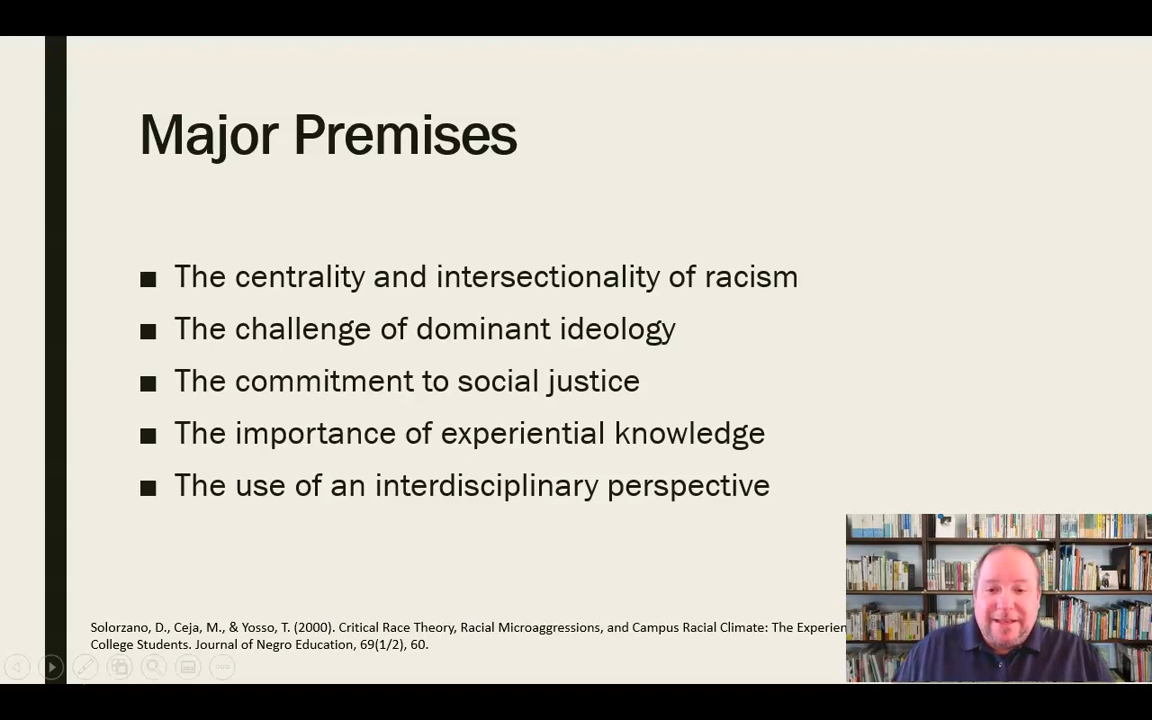 Major Premises
The centrality and intersectionality of racism
The challenge of dominant ideology
The commitment to social justice
The importance of experiential knowledge
The use of an interdisciplinary perspective
Solorzano, D., Ceja, M., & Yosso, T. (2000). Critical Race Theory, Racial Microaggressions, and Campus Racial Climate: The Experien
College Students. Journal of Negro Education, 69(1/2), 60.